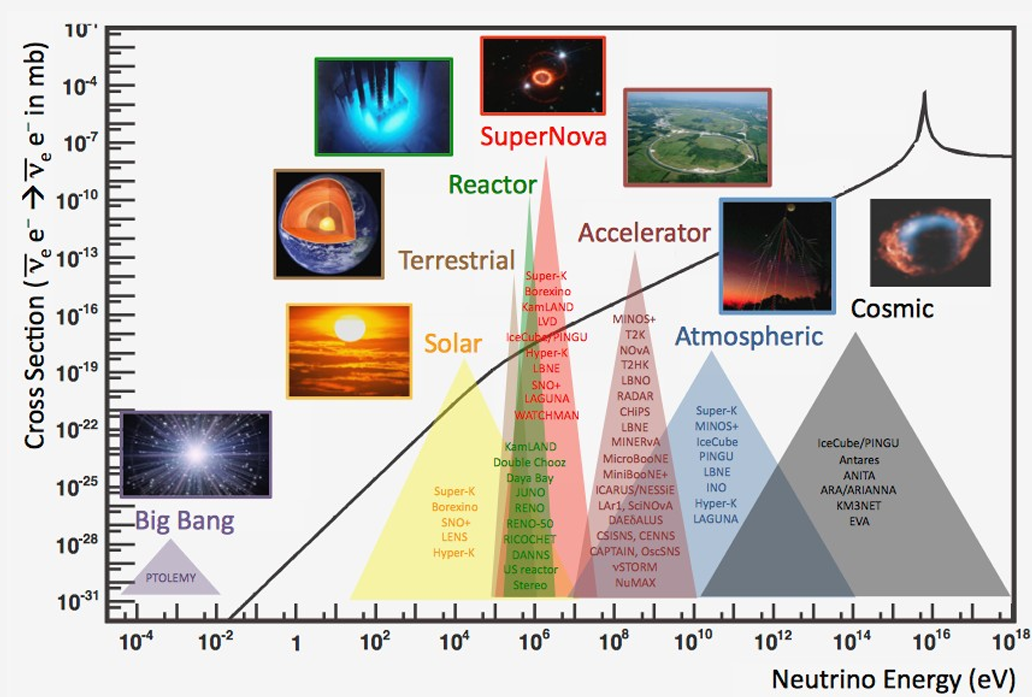 Cross Section (ν̅e e⁻ → ν̅e e⁻ in mb)
10⁻¹
10⁻⁴
10⁻⁷
10⁻¹⁰
10⁻¹³
10⁻¹⁶
10⁻¹⁹
10⁻²²
10⁻²⁵
10⁻²⁸
10⁻³¹
Big Bang
PTOLEMY
Solar
Super-K
Borexino
SNO+
LENS
Hyper-K
Terrestrial
Reactor
KamLAND
Double Chooz
Daya Bay
JUNO
RENO
RENO-50
RICOCHET
DANNS
US reactor
Stereo
SuperNova
Super-K
Borexino
KamLAND
LVD
IceCube/PINGU
Hyper-K
LBNE
SNO+
LAGUNA
WATCHMAN
Accelerator
MINOS+
T2K
NOvA
T2HK
LBNO
RADAR
CHiPS
LBNE
MINERvA
MicroBooNE
MiniBooNE+
ICARUS/NESSIE
LAr1, SciNOvA
DAEδALUS
CSISNS, CENNS
CAPTAIN, OscSNS
νSTORM
NuMAX
Atmospheric
Super-K
MINOS+
IceCube
PINGU
LBNE
INO
Hyper-K
LAGUNA
Cosmic
IceCube/PINGU
Antares
ANITA
ARA/ARIANNA
KM3NET
EVA
10⁻⁴ 10⁻² 1 10² 10⁴ 10⁶ 10⁸ 10¹⁰ 10¹² 10¹⁴ 10¹⁶ 10¹⁸
Neutrino Energy (eV)